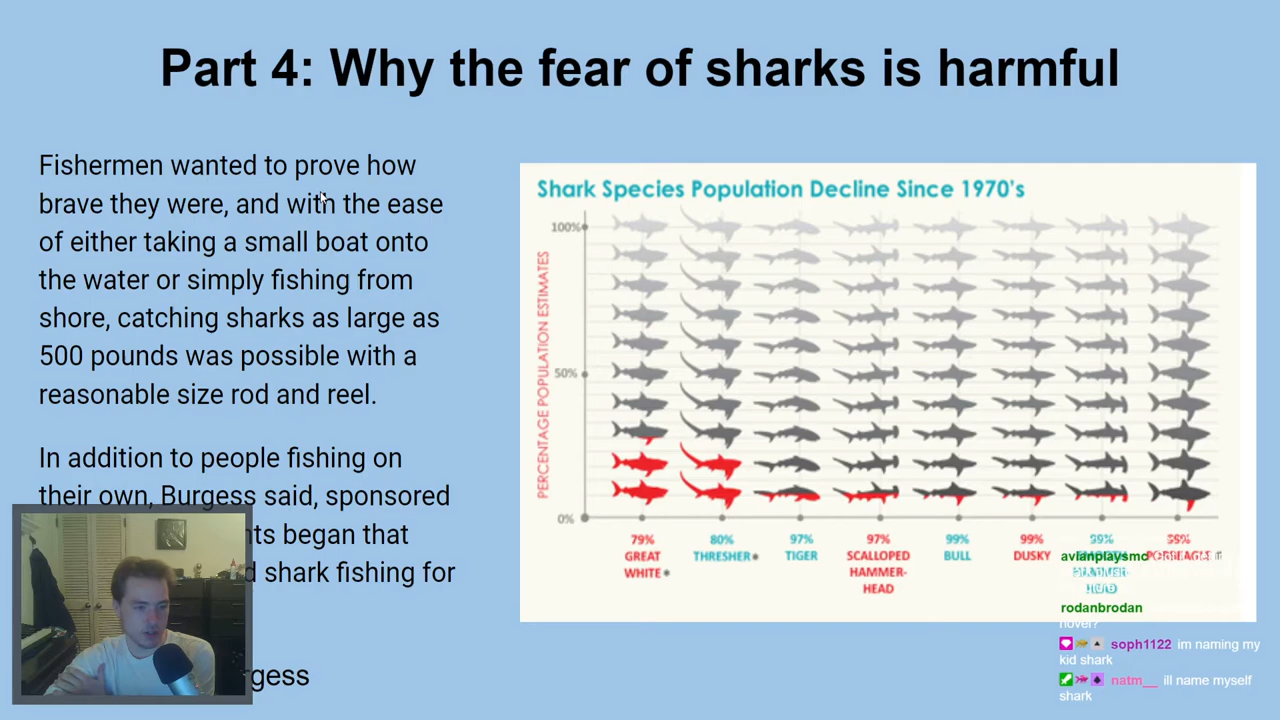 Part 4: Why the fear of sharks is harmful
Fishermen wanted to prove how
brave they were, and with the ease
of either taking a small boat onto
the water or simply fishing from
shore, catching sharks as large as
500 pounds was possible with a
reasonable size rod and reel.
In addition to people fishing on
their own, Burgess said, sponsored
began that
shark fishing for
Shark Species Population Decline Since 1970's
PERCENTAGE POPULATION ESTIMATES
100%
50%
0%
79% 80% 97% 97% 99% 99% 99%
GREAT THRESHER* TIGER SCALLOPED BULL DUSKY
WHITE* HAMMER-
HEAD
avianplaysmc
rodanbrodan
novel?
soph1122 im naming my
kid shark
natm__ ill name myself
shark